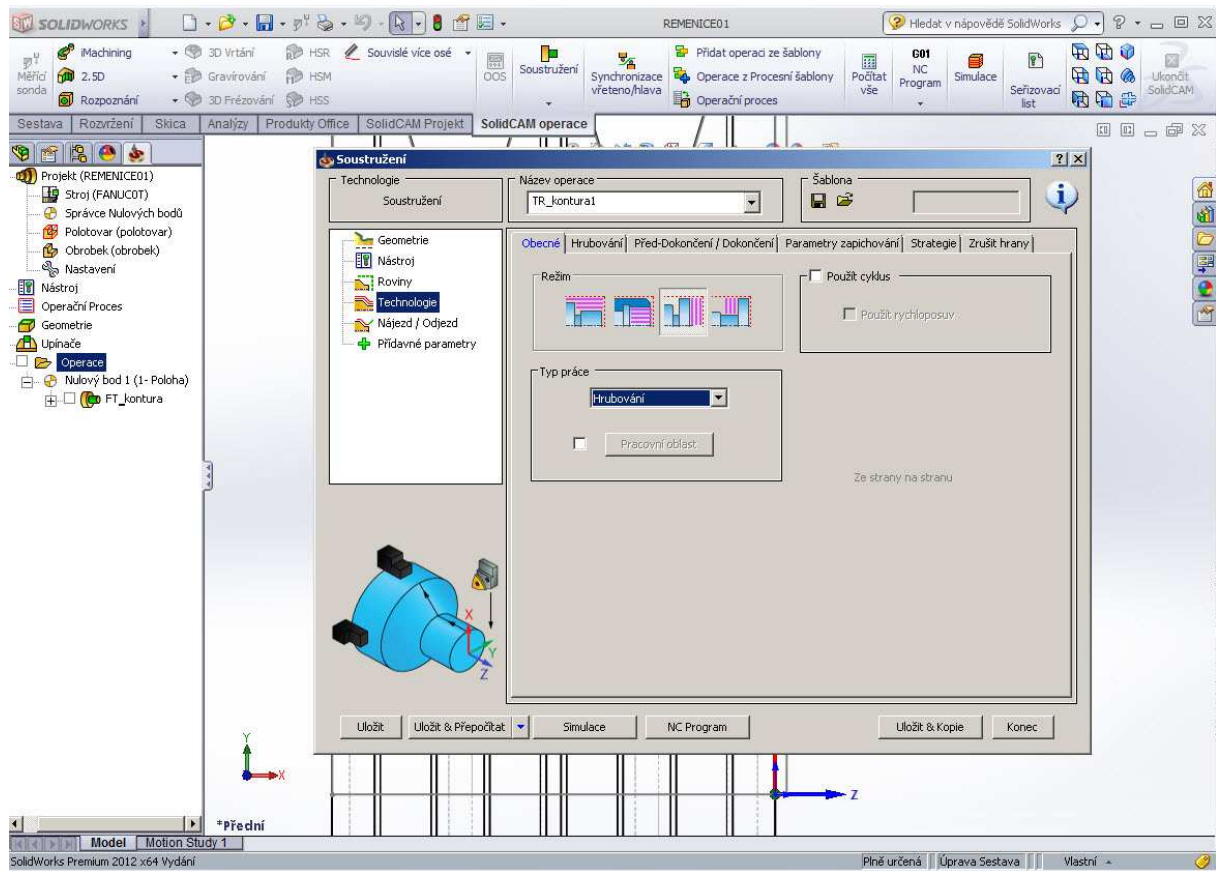 SOLIDWORKS
REMENICE01
Hledat v nápovědě SolidWorks
iMachining
3D Vrtání
HSR
Souvislé více osé
Přidat operaci ze šablony
G01
Měřící sonda
2.5D
Gravírování
HSM
OOS
Soustružení
Synchronizace vřeteno/hlava
Operace z Procesní šablony
Počítat vše
NC Program
Simulace
Seřizovací list
Ukončit SolidCAM
Rozpoznání
3D Frézování
HSS
Operační proces
Sestava
Rozvržení
Skica
Analýzy
Produkty Office
SolidCAM Projekt
SolidCAM operace
Projekt (REMENICE01)
Stroj (FANUC0T)
Správce Nulových bodů
Polotovar (polotovar)
Obrobek (obrobek)
Nastavení
Nástroj
Operační Proces
Geometrie
Upínače
Operace
Nulový bod 1 (1- Poloha)
FT_kontura
Soustružení
Technologie
Soustružení
Název operace
TR_kontura1
Šablona
Geometrie
Nástroj
Roviny
Technologie
Nájezd / Odjezd
Přídavné parametry
Obecné
Hrubování
Před-Dokončení / Dokončení
Parametry zapichování
Strategie
Zrušit hrany
Režim
Použít cyklus
Použít rychloposuv
Typ práce
Hrubování
Pracovní oblast
Ze strany na stranu
X
Y
Z
Uložit
Uložit & Přepočítat
Simulace
NC Program
Uložit & Kopie
Konec
Y
X
Z
*Přední
Model
Motion Study 1
SolidWorks Premium 2012 x64 Vydání
Plně určená
Úprava Sestava
Vlastní